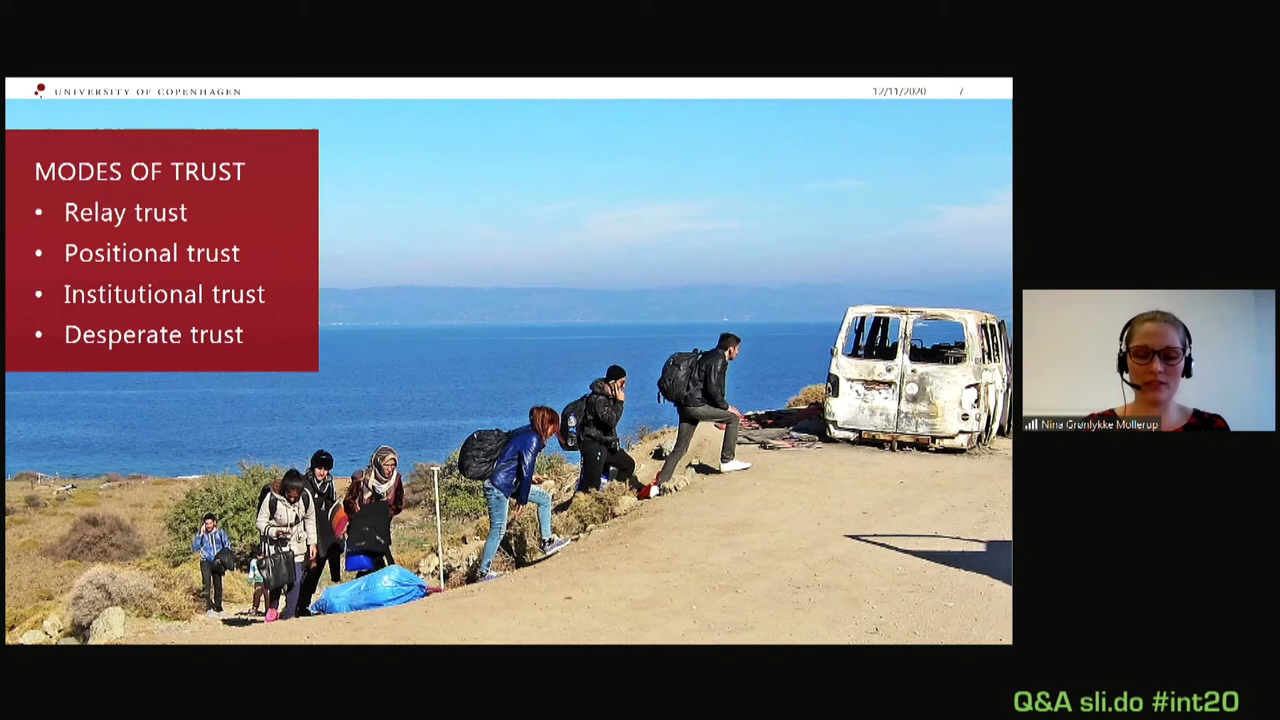 UNIVERSITY OF COPENHAGEN
12/11/2020 7
MODES OF TRUST
• Relay trust
• Positional trust
• Institutional trust
• Desperate trust
Nina Grønlykke Mollerup
Q&A sli.do #int20